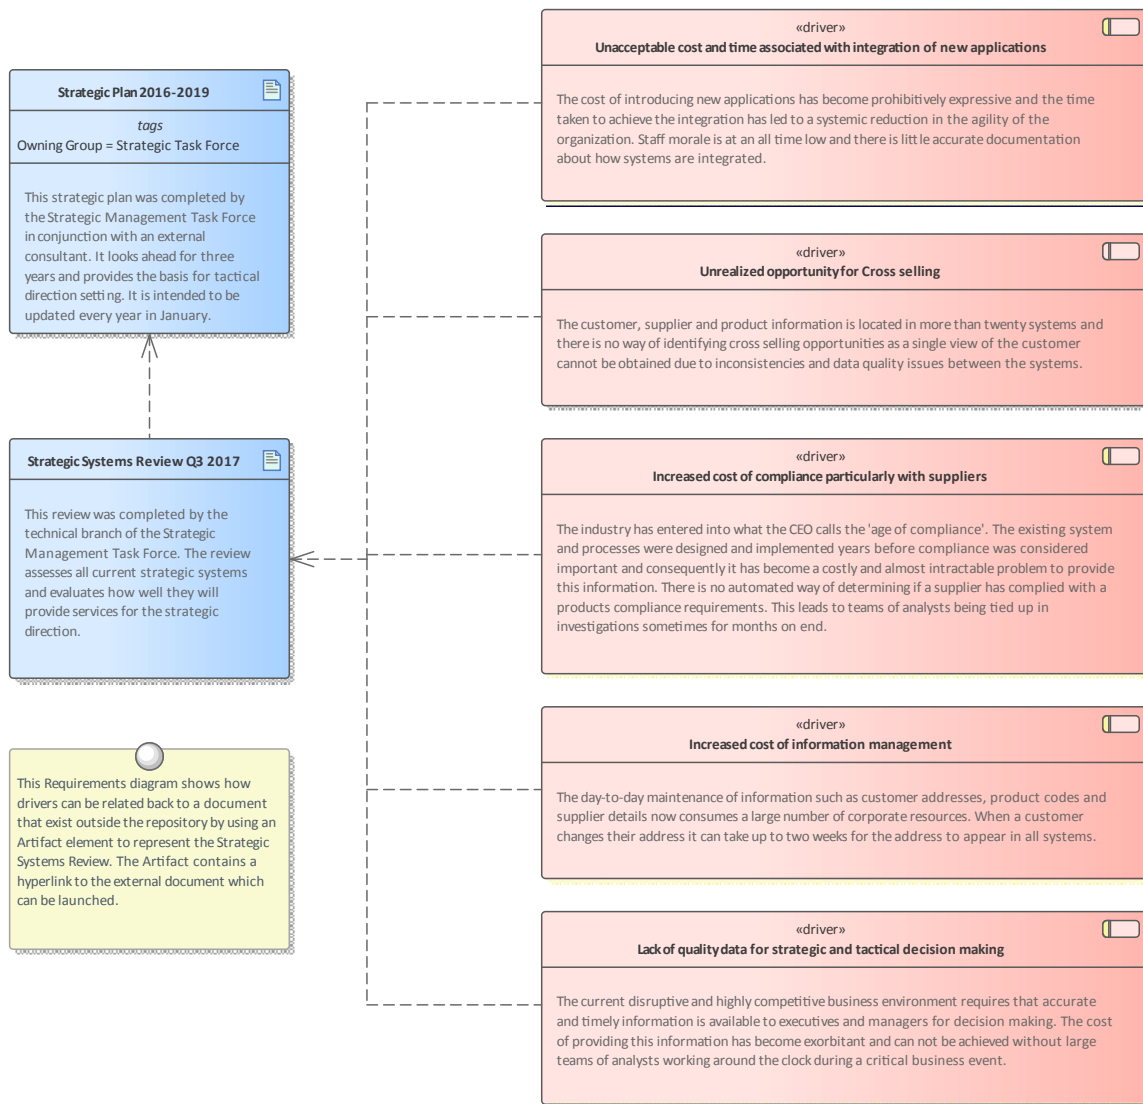 Strategic Plan 2016-2019
tags
Owning Group = Strategic Task Force
This strategic plan was completed by
the Strategic Management Task Force
in conjunction with an external
consultant. It looks ahead for three
years and provides the basis for tactical
direction setting. It is intended to be
updated every year in January.
Strategic Systems Review Q3 2017
This review was completed by the
technical branch of the Strategic
Management Task Force. The review
assesses all current strategic systems
and evaluates how well they will
provide services for the strategic
direction.
This Requirements diagram shows how
drivers can be related back to a document
that exist outside the repository by using an
Artifact element to represent the Strategic
Systems Review. The Artifact contains a
hyperlink to the external document which
can be launched.
«driver»
Unacceptable cost and time associated with integration of new applications
The cost of introducing new applications has become prohibitively expressive and the time
taken to achieve the integration has led to a systemic reduction in the agility of the
organization. Staff morale is at an all time low and there is little accurate documentation
about how systems are integrated.
«driver»
Unrealized opportunity for Cross selling
The customer, supplier and product information is located in more than twenty systems and
there is no way of identifying cross selling opportunities as a single view of the customer
cannot be obtained due to inconsistencies and data quality issues between the systems.
«driver»
Increased cost of compliance particularly with suppliers
The industry has entered into what the CEO calls the 'age of compliance'. The existing system
and processes were designed and implemented years before compliance was considered
important and consequently it has become a costly and almost intractable problem to provide
this information. There is no automated way of determining if a supplier has complied with a
products compliance requirements. This leads to teams of analysts being tied up in
investigations sometimes for months on end.
«driver»
Increased cost of information management
The day-to-day maintenance of information such as customer addresses, product codes and
supplier details now consumes a large number of corporate resources. When a customer
changes their address it can take up to two weeks for the address to appear in all systems.
«driver»
Lack of quality data for strategic and tactical decision making
The current disruptive and highly competitive business environment requires that accurate
and timely information is available to executives and managers for decision making. The cost
of providing this information has become exorbitant and can not be achieved without large
teams of analysts working around the clock during a critical business event.